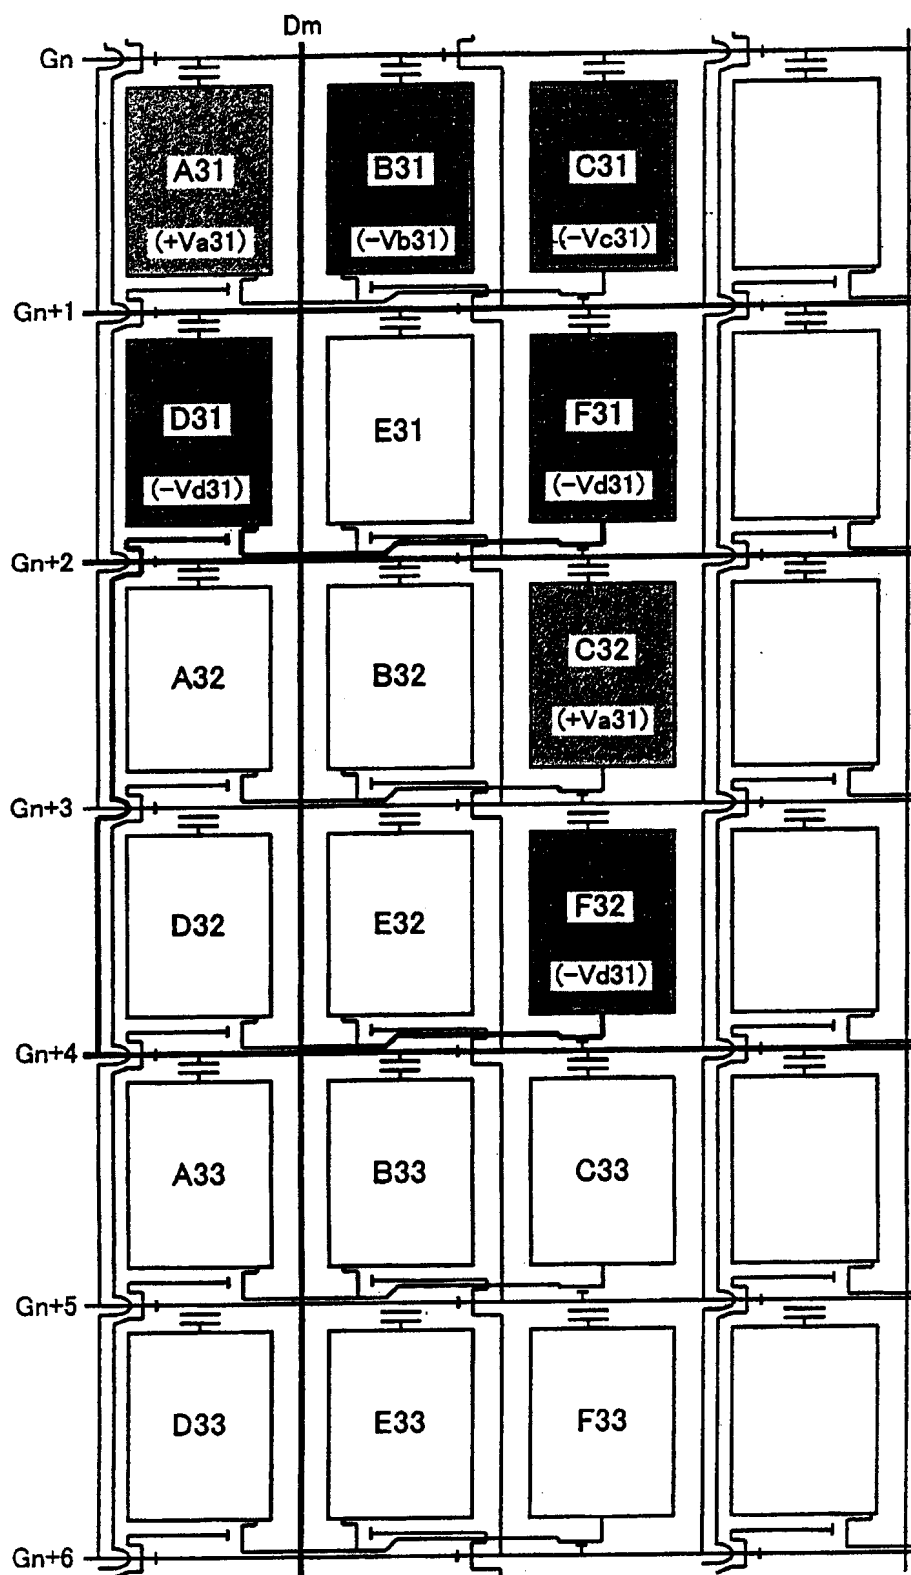 Dm
Gn
A31
B31
C31
(+Va31)
(-Vb31)
(-Vc31)
Gn+1
D31
E31
F31
(-Vd31)
(-Vd31)
Gn+2
A32
B32
C32
(+Va31)
Gn+3
D32
E32
F32
(-Vd31)
Gn+4
A33
B33
C33
Gn+5
D33
E33
F33
Gn+6